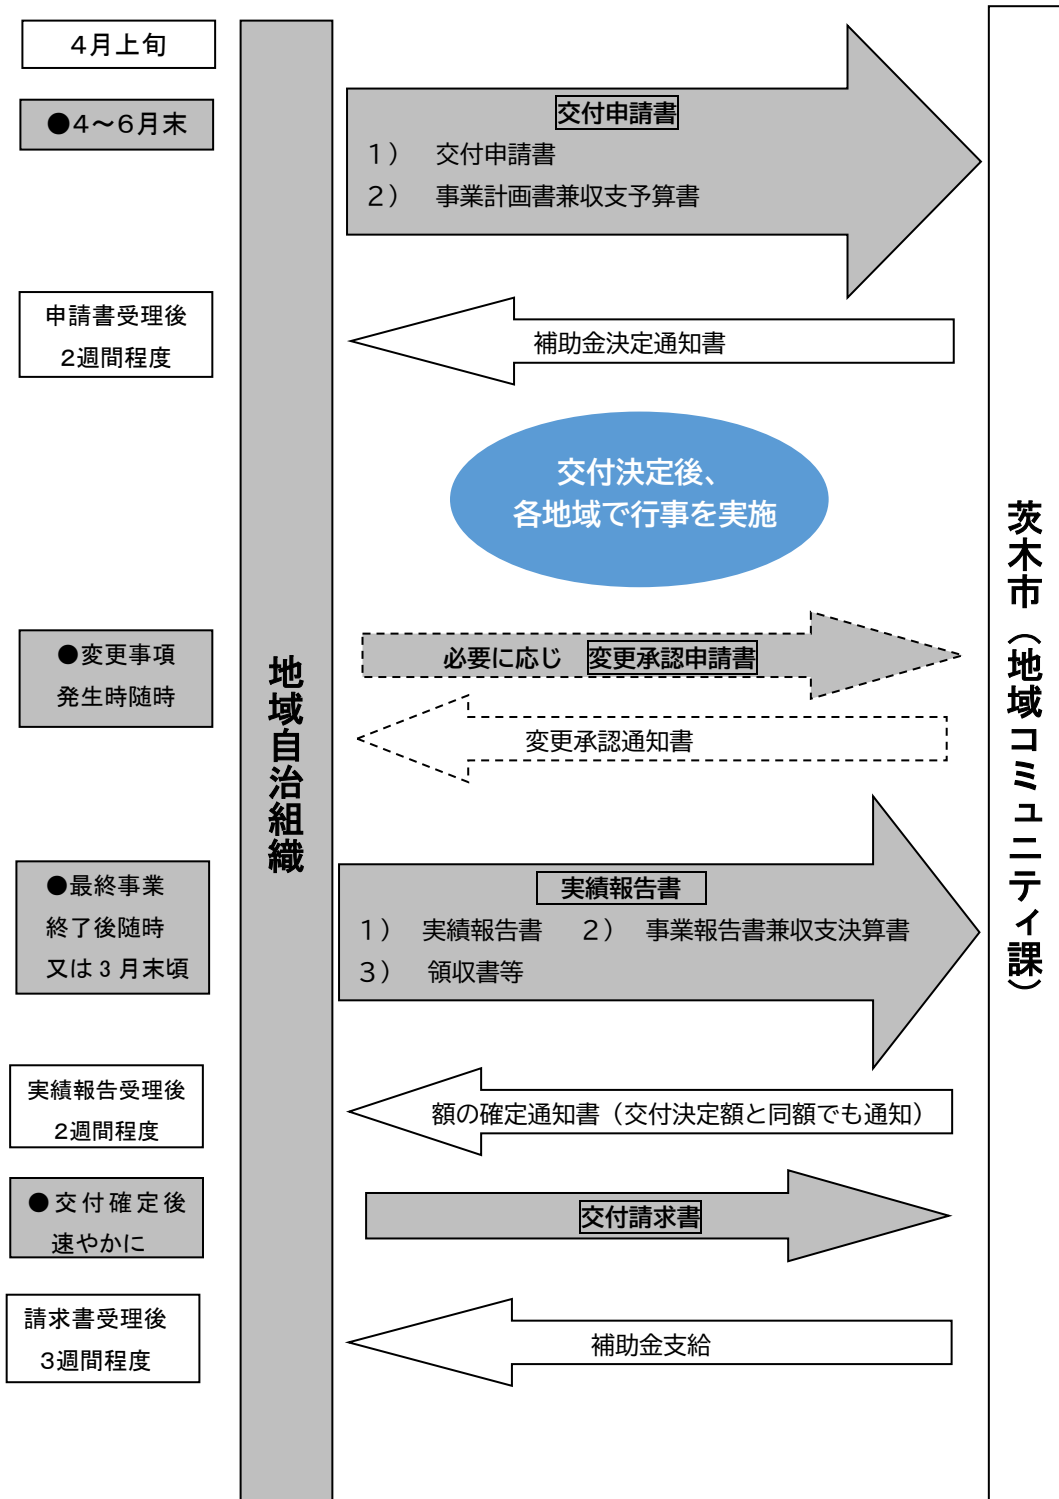 ４月上旬
●４～６月末
交付申請書
１）　交付申請書
２）　事業計画書兼収支予算書
申請書受理後
２週間程度
補助金決定通知書
交付決定後、
各地域で行事を実施
●変更事項
発生時随時
必要に応じ　変更承認申請書
変更承認通知書
地域自治組織
茨木市（地域コミュニティ課）
●最終事業
終了後随時
又は３月末頃
実績報告書
１）　実績報告書　２）　事業報告書兼収支決算書
３）　領収書等
実績報告受理後
２週間程度
額の確定通知書（交付決定額と同額でも通知）
●交付確定後
速やかに
交付請求書
請求書受理後
３週間程度
補助金支給